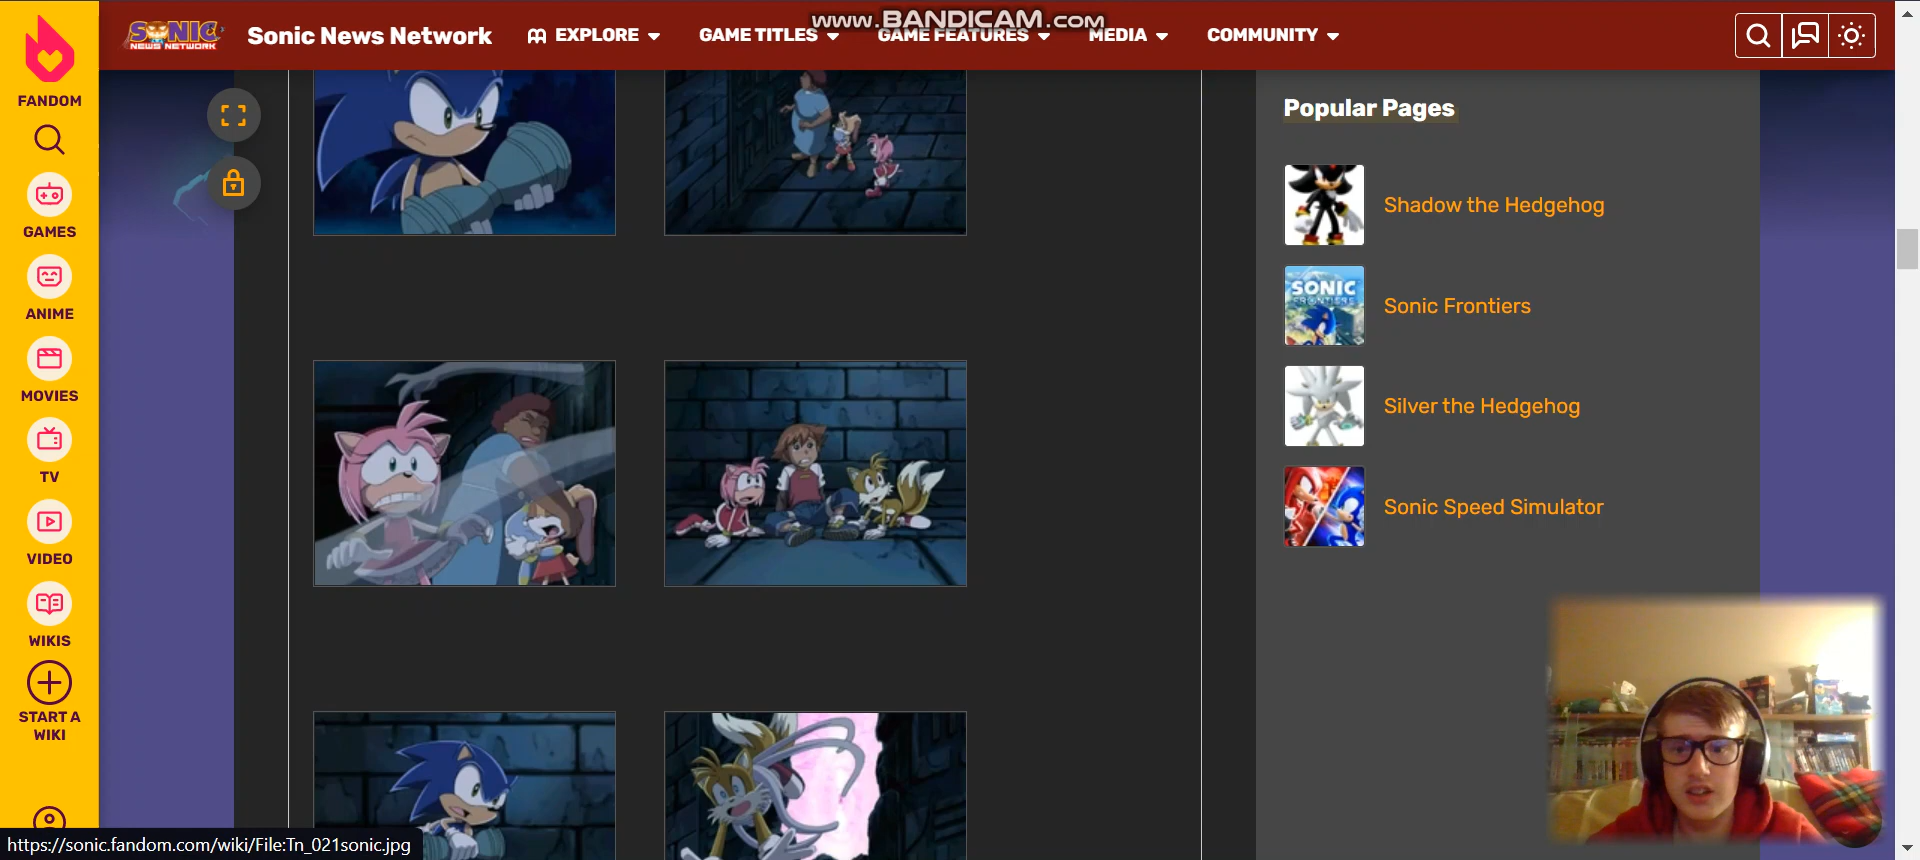 www.BANDICAM.com
SONIC
NEWS NETWORK
Sonic News Network
EXPLORE
GAME TITLES
GAME FEATURES
MEDIA
COMMUNITY
FANDOM
GAMES
ANIME
MOVIES
TV
VIDEO
WIKIS
START A
WIKI
Popular Pages
Shadow the Hedgehog
SONIC
FRONTIERS
Sonic Frontiers
Silver the Hedgehog
Sonic Speed Simulator
https://sonic.fandom.com/wiki/File:Tn_021sonic.jpg